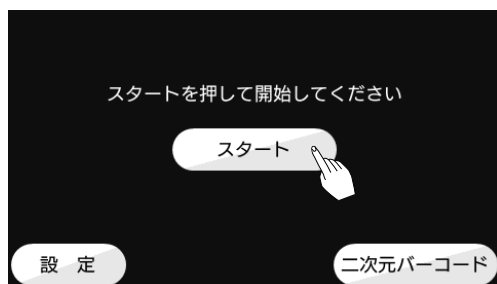 スタートを押して開始してください
スタート
設 定
二次元バーコード